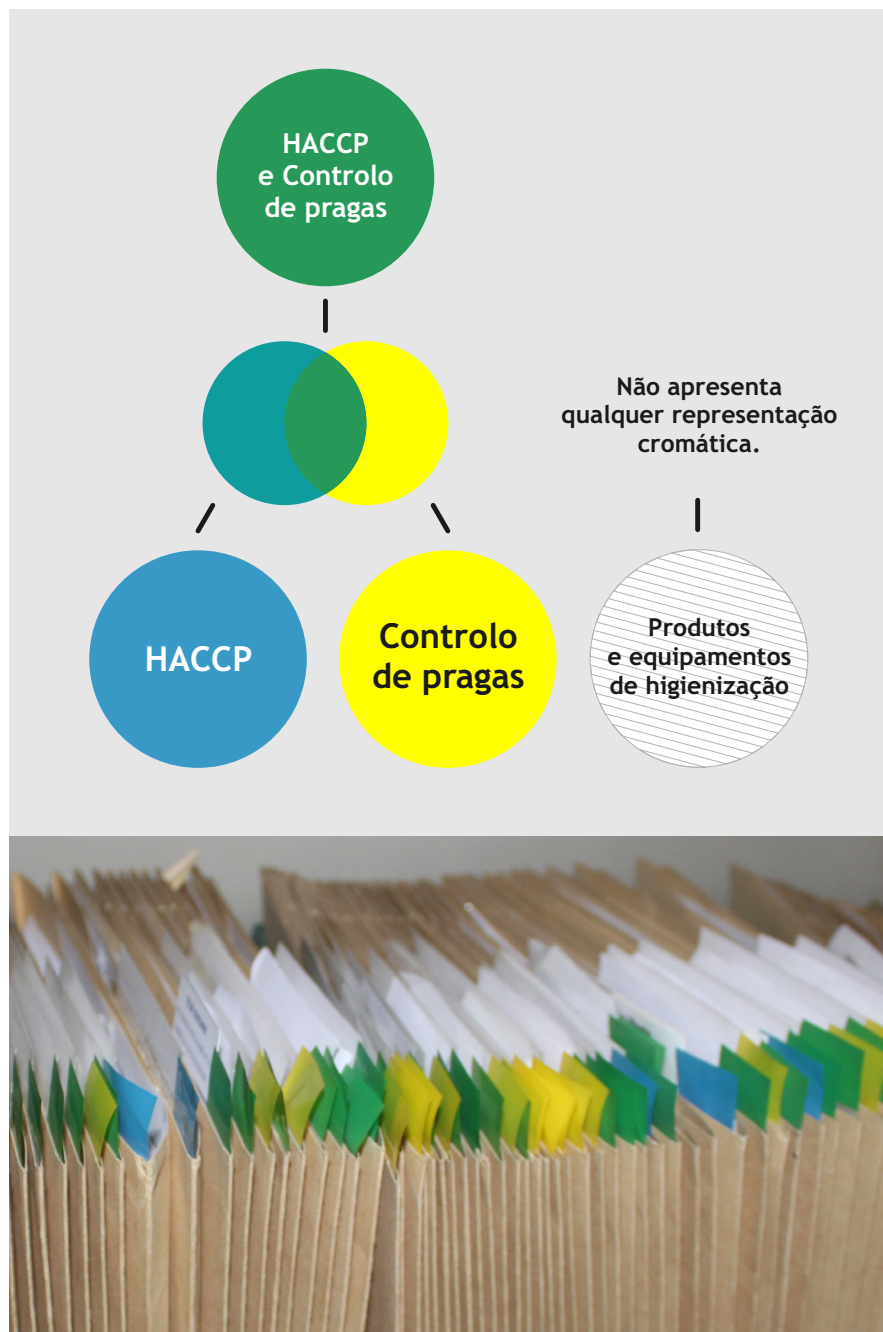 HACCP
e Controlo
de pragas
Não apresenta
qualquer representação
cromática.
HACCP
Controlo
de pragas
Produtos
e equipamentos
de higienização